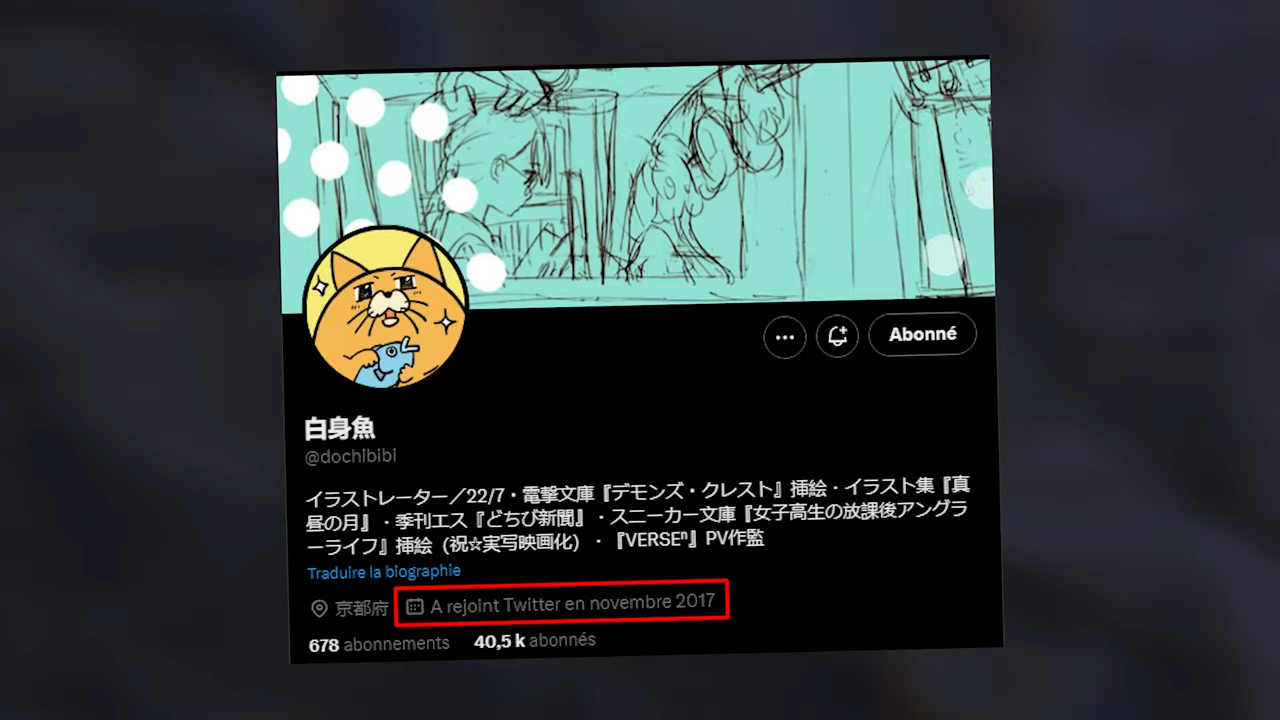 Abonné
白身魚
@dochibibi
イラストレーター／22/7・電撃文庫『デモンズ・クレスト』挿絵・イラスト集『真
昼の月』・季刊エス『どちび新聞』・スニーカー文庫『女子高生の放課後アングラ
ーライフ』挿絵（祝☆実写映画化）・『VERSEⁿ』PV作監
Traduire la biographie
京都府 A rejoint Twitter en novembre 2017
678 abonnements 40,5 k abonnés